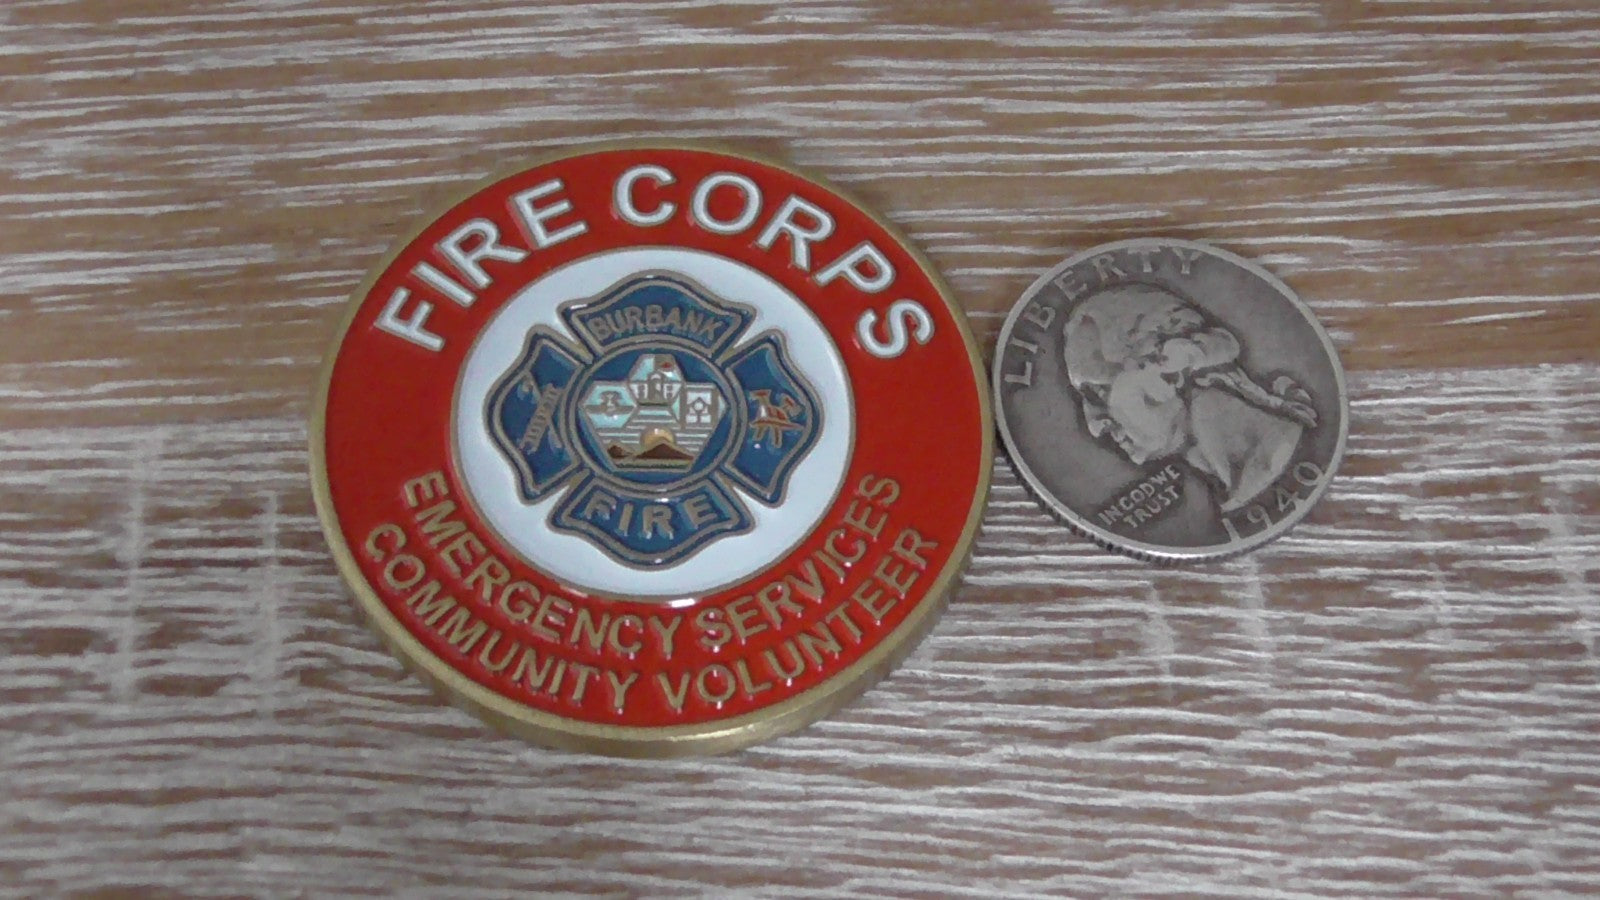 FIRE CORPS
BURBANK
FIRE
EMERGENCY SERVICES
COMMUNITY VOLUNTEER
LIBERTY
IN GOD WE
TRUST
1940